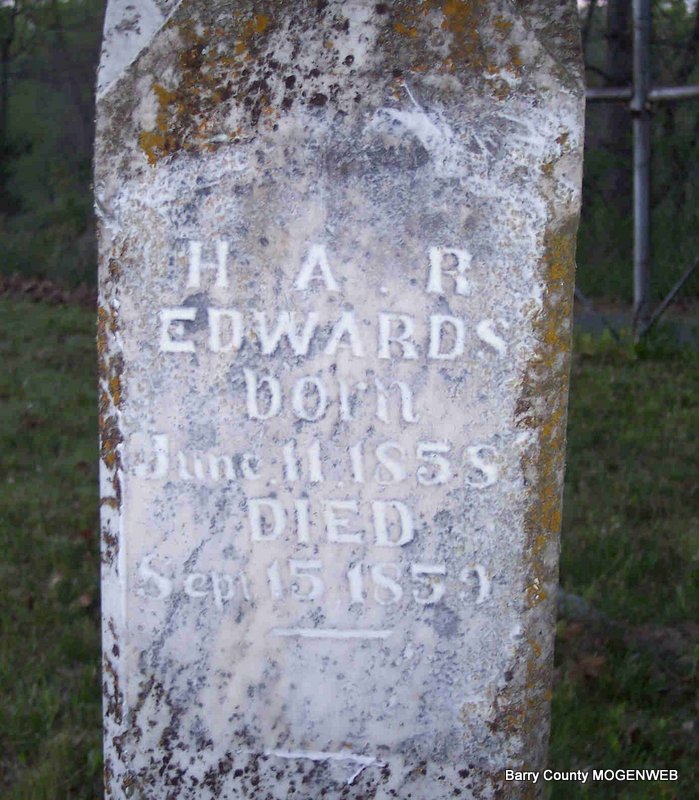 H A. R
EDWARDS
born
June. 11, 1858
DIED
Sept 15, 1859
Barry County MOGENWEB